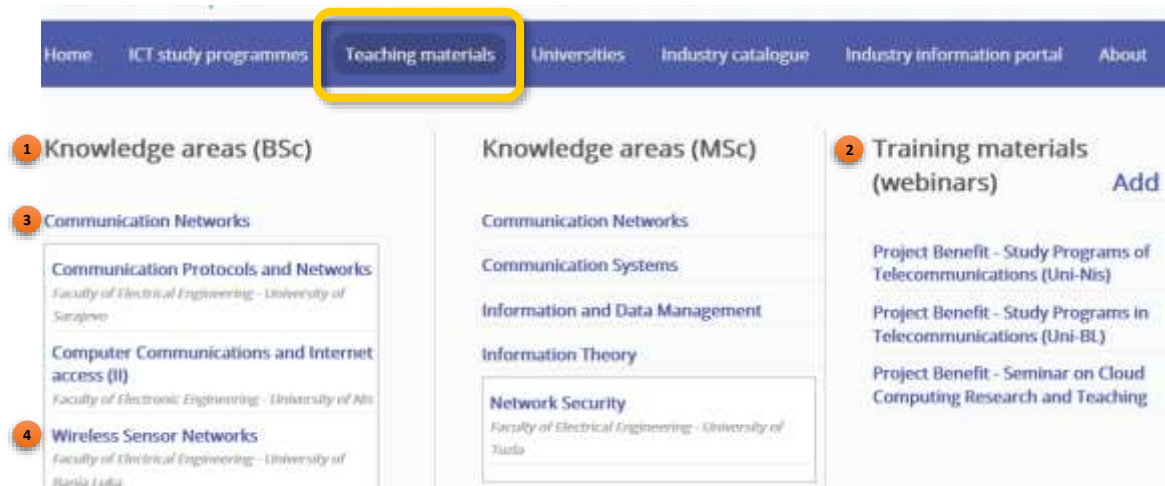 Home ICT study programmes Teaching materials Universities Industry catalogue Industry information portal About
1 Knowledge areas (BSc)
3 Communication Networks
Communication Protocols and Networks
Faculty of Electrical Engineering - University of
Sarajevo
Computer Communications and Internet
access (II)
Faculty of Electronic Engineering - University of Nis
4 Wireless Sensor Networks
Faculty of Electrical Engineering - University of
Banja Luka
Knowledge areas (MSc)
Communication Networks
Communication Systems
Information and Data Management
Information Theory
Network Security
Faculty of Electrical Engineering - University of
Tuzla
2 Training materials
(webinars) Add
Project Benefit - Study Programs of
Telecommunications (Uni-Nis)
Project Benefit - Study Programs in
Telecommunications (Uni-BL)
Project Benefit - Seminar on Cloud
Computing Research and Teaching